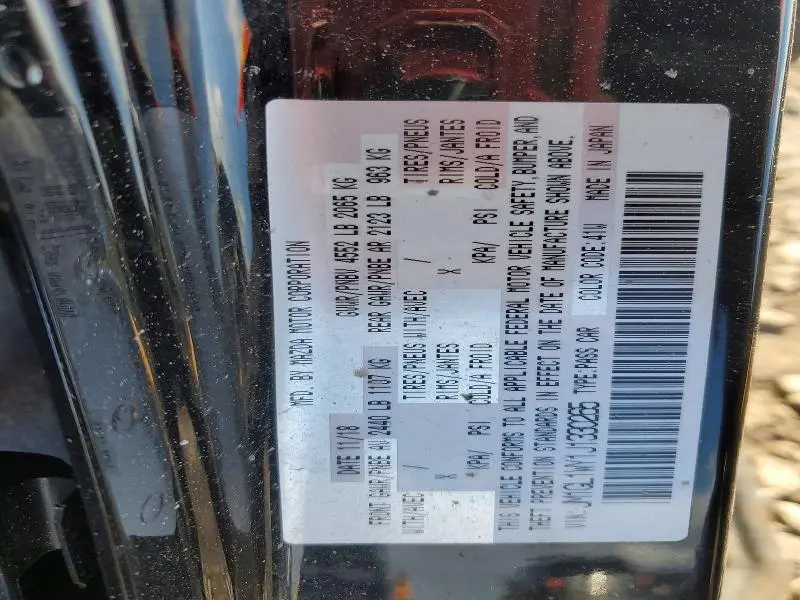 MFD. BY MAZDA MOTOR CORPORATION
DATE 11/18 GVWR/PNBV 4552 LB 2065 KG
FRONT GAWR/PNBE AV 2440 LB 1107 KG REAR GAWR/PNBE AR 2123 LB 963 KG
WITH/AVEC TIRES/PNEUS WITH/AVEC TIRES/PNEUS
/ RIMS/JANTES / RIMS/JANTES
X COLD/A FROID X COLD/A FROID
KPA/ PSI KPA/ PSI
THIS VEHICLE CONFORMS TO ALL APPLICABLE FEDERAL MOTOR VEHICLE SAFETY, BUMPER, AND
THEFT PREVENTION STANDARDS IN EFFECT ON THE DATE OF MANUFACTURE SHOWN ABOVE.
VIN: TYPE:PASS CAR COLOR CODE:41W MADE IN JAPAN